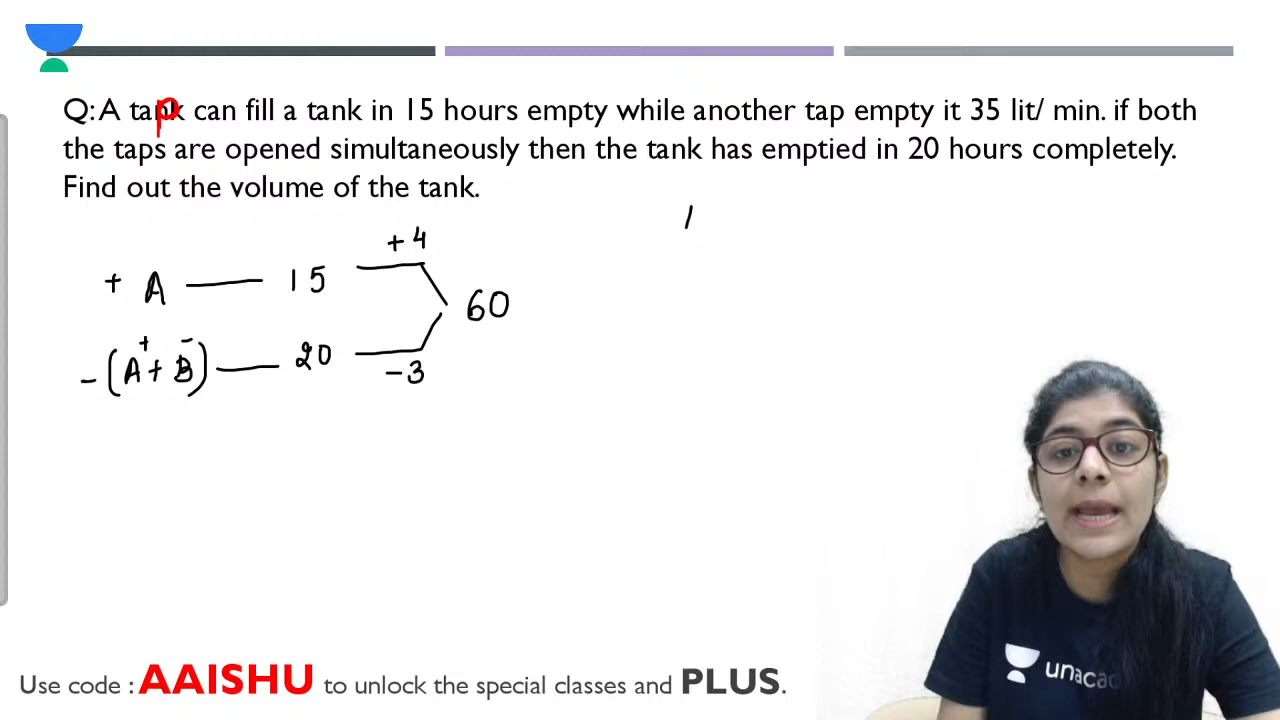 Q: A tapk can fill a tank in 15 hours empty while another tap empty it 35 lit/ min. if both
the taps are opened simultaneously then the tank has emptied in 20 hours completely.
Find out the volume of the tank.
+4
+ A — 15
60
+ -
-(A+B) — 20
-3
unacad
Use code : AAISHU to unlock the special classes and PLUS.